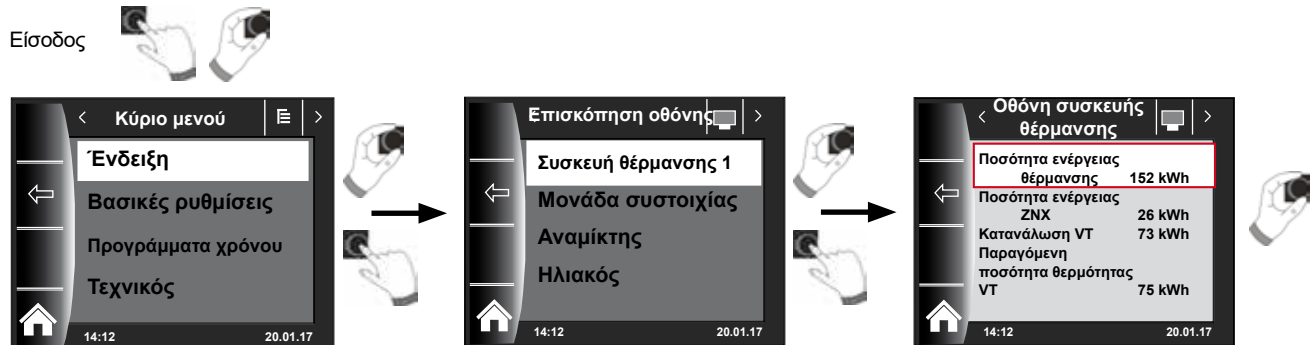 Είσοδος
Κύριο μενού
Ένδειξη
Βασικές ρυθμίσεις
Προγράμματα χρόνου
Τεχνικός
14:12 20.01.17
Επισκόπηση οθόνης
Συσκευή θέρμανσης 1
Μονάδα συστοιχίας
Αναμίκτης
Ηλιακός
14:12 20.01.17
Οθόνη συσκευής
θέρμανσης
Ποσότητα ενέργειας
θέρμανσης 152 kWh
Ποσότητα ενέργειας
ΖΝΧ 26 kWh
Κατανάλωση VT 73 kWh
Παραγόμενη
ποσότητα θερμότητας
VT 75 kWh
14:12 20.01.17